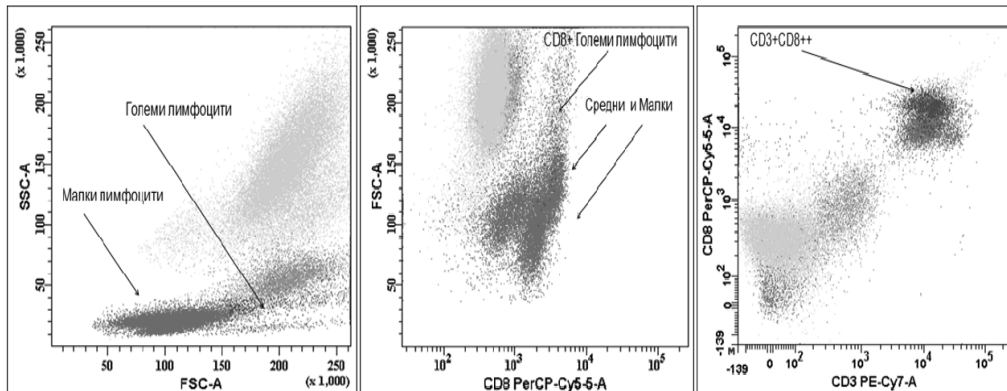 (x 1,000)
250
200
150
100
50
SSC-A
Големи лимфоцити
Малки лимфоцити
50 100 150 200 250
FSC-A (x 1,000)
(x 1,000)
250
200
150
100
50
FSC-A
CD8+ Големи лимфоцити
Средни и Малки
10² 10³ 10⁴ 10⁵
CD8 PerCP-Cy5-5-A
CD3+CD8++
10⁵
10⁴
10³
10²
0
-139
CD8 PerCP-Cy5-5-A
-139 0 10² 10³ 10⁴ 10⁵
CD3 PE-Cy7-A